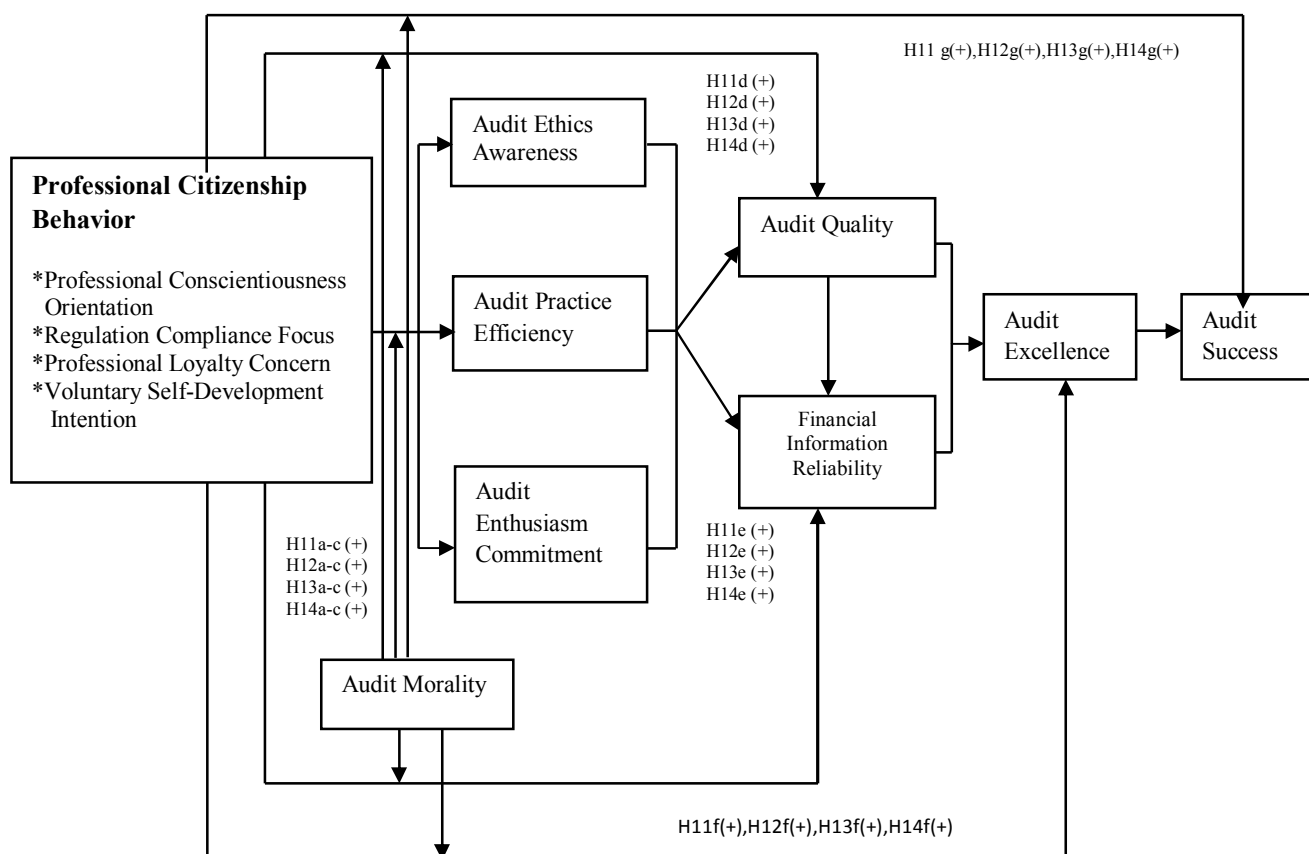 H11 g(+),H12g(+),H13g(+),H14g(+)
H11d (+)
H12d (+)
H13d (+)
H14d (+)
Audit Ethics
Awareness
Professional Citizenship
Behavior
*Professional Conscientiousness
Orientation
*Regulation Compliance Focus
*Professional Loyalty Concern
*Voluntary Self-Development
Intention
Audit Quality
Audit Practice
Efficiency
Audit
Excellence
Audit
Success
Financial
Information
Reliability
Audit
Enthusiasm
Commitment
H11a-c (+)
H12a-c (+)
H13a-c (+)
H14a-c (+)
H11e (+)
H12e (+)
H13e (+)
H14e (+)
Audit Morality
H11f(+),H12f(+),H13f(+),H14f(+)